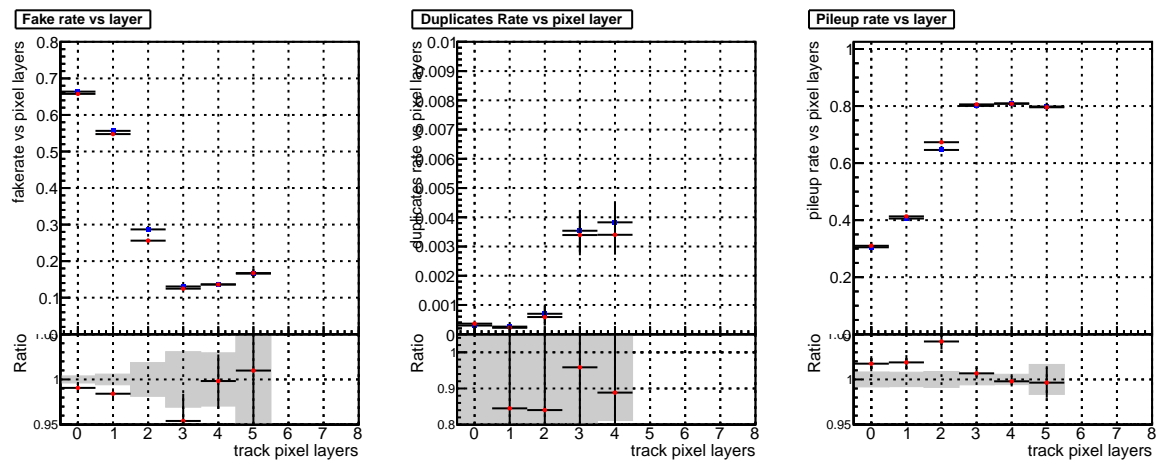 Fake rate vs layer
fakerate vs pixel layers
0.8
0.7
0.6
0.5
0.4
0.3
0.2
0.1
0
Ratio
1
0.95
0 1 2 3 4 5 6 7 8
track pixel layers
Duplicates Rate vs pixel layer
duplicates rate vs pixel layers
0.01
0.009
0.008
0.007
0.006
0.005
0.004
0.003
0.002
0.001
0
Ratio
1
0.9
0.8
0 1 2 3 4 5 6 7 8
track pixel layers
Pileup rate vs layer
pileup rate vs pixel layers
1
0.8
0.6
0.4
0.2
0
Ratio
1
0.95
0 1 2 3 4 5 6 7 8
track pixel layers